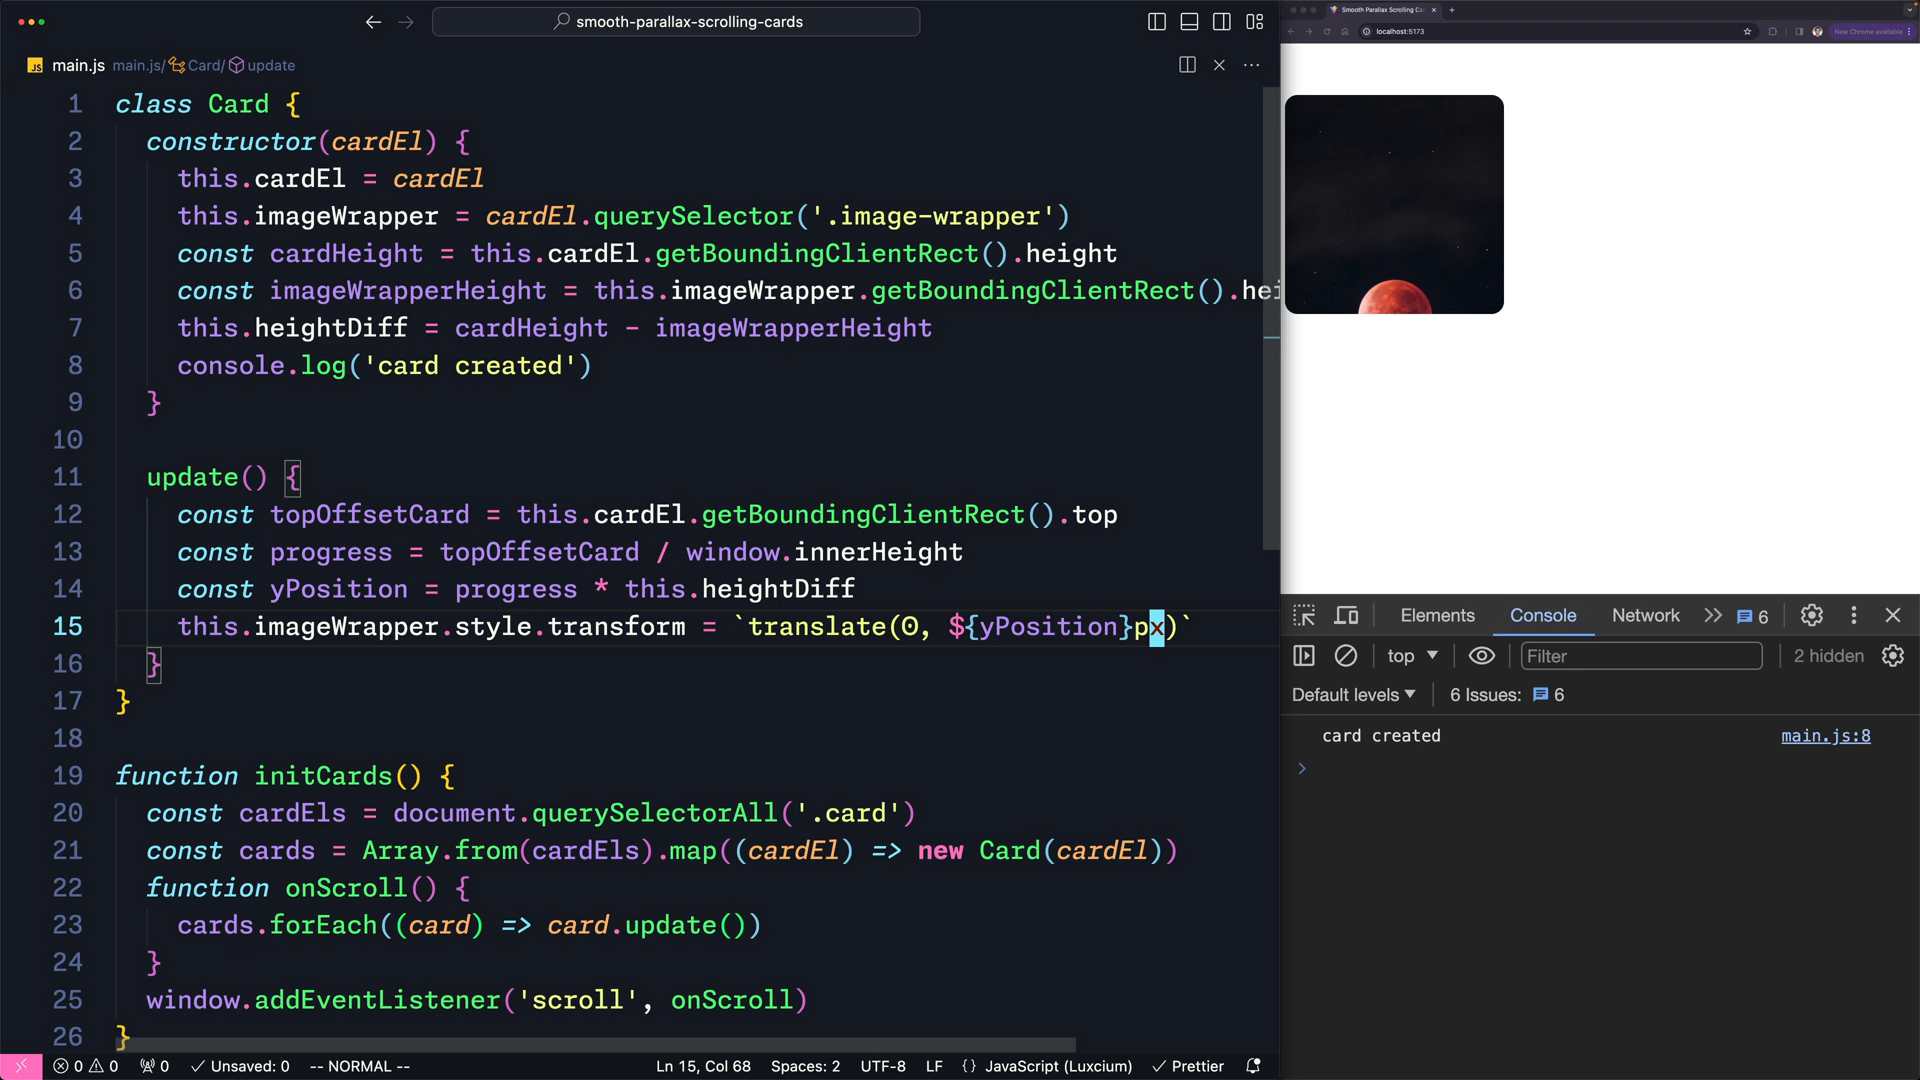 smooth-parallax-scrolling-cards
main.js main.js/ Card/ update
1 class Card {
2 constructor(cardEl) {
3 this.cardEl = cardEl
4 this.imageWrapper = cardEl.querySelector('.image-wrapper')
5 const cardHeight = this.cardEl.getBoundingClientRect().height
6 const imageWrapperHeight = this.imageWrapper.getBoundingClientRect().hei
7 this.heightDiff = cardHeight - imageWrapperHeight
8 console.log('card created')
9 }
10
11 update() {
12 const topOffsetCard = this.cardEl.getBoundingClientRect().top
13 const progress = topOffsetCard / window.innerHeight
14 const yPosition = progress * this.heightDiff
15 this.imageWrapper.style.transform = `translate(0, ${yPosition}px)`
16 }
17 }
18
19 function initCards() {
20 const cardEls = document.querySelectorAll('.card')
21 const cards = Array.from(cardEls).map((cardEl) => new Card(cardEl))
22 function onScroll() {
23 cards.forEach((card) => card.update())
24 }
25 window.addEventListener('scroll', onScroll)
26 }
0 0 0 Unsaved: 0 -- NORMAL -- Ln 15, Col 68 Spaces: 2 UTF-8 LF {} JavaScript (Luxcium) Prettier
Smooth Parallax Scrolling Ca
localhost:5173 New Chrome available
Elements Console Network 6
top Filter 2 hidden
Default levels 6 Issues: 6
card created main.js:8